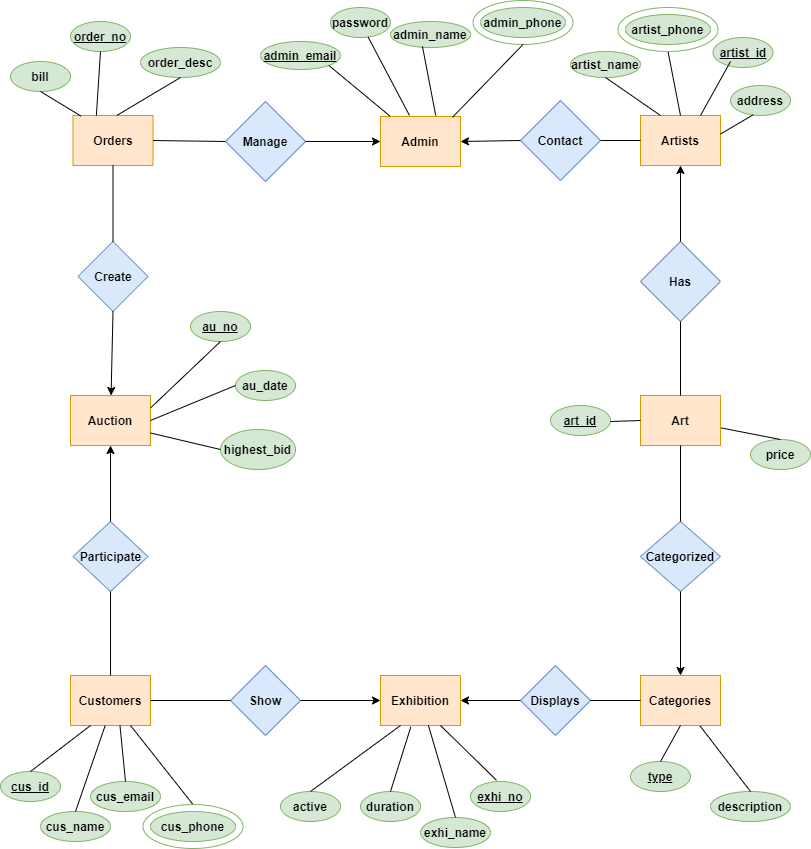 password
admin_phone
order_no
admin_name
artist_phone
admin_email
artist_name
artist_id
bill
order_desc
address
Orders
Manage
Admin
Contact
Artists
Create
Has
au_no
au_date
Auction
highest_bid
art_id
Art
price
Participate
Categorized
Customers
Show
Exhibition
Displays
Categories
cus_id
cus_email
cus_name
cus_phone
active
duration
exhi_no
exhi_name
type
description